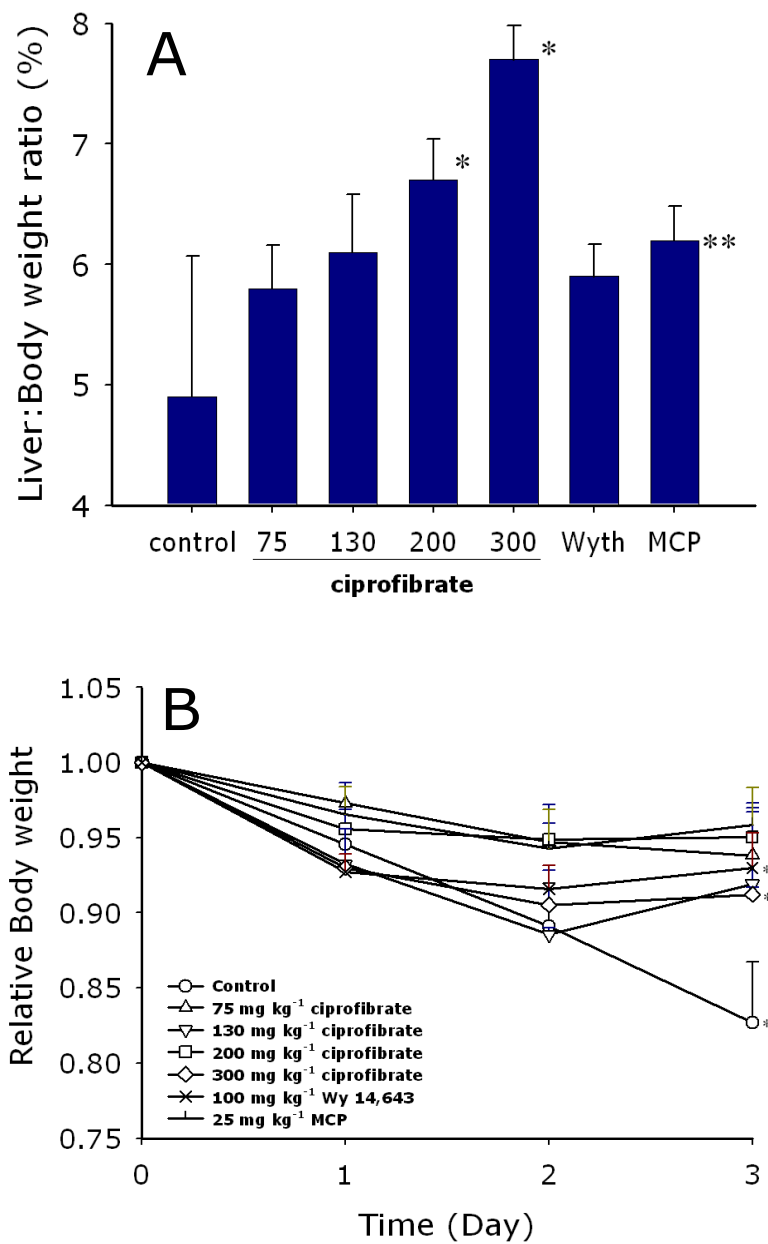 A
Liver:Body weight ratio (%)
8
7
6
5
4
*
*
**
control 75 130 200 300 Wyth MCP
ciprofibrate
B
Relative Body weight
1.05
1.00
0.95
0.90
0.85
0.80
0.75
*
*
*
Control
75 mg kg⁻¹ ciprofibrate
130 mg kg⁻¹ ciprofibrate
200 mg kg⁻¹ ciprofibrate
300 mg kg⁻¹ ciprofibrate
100 mg kg⁻¹ Wy 14,643
25 mg kg⁻¹ MCP
0 1 2 3
Time (Day)